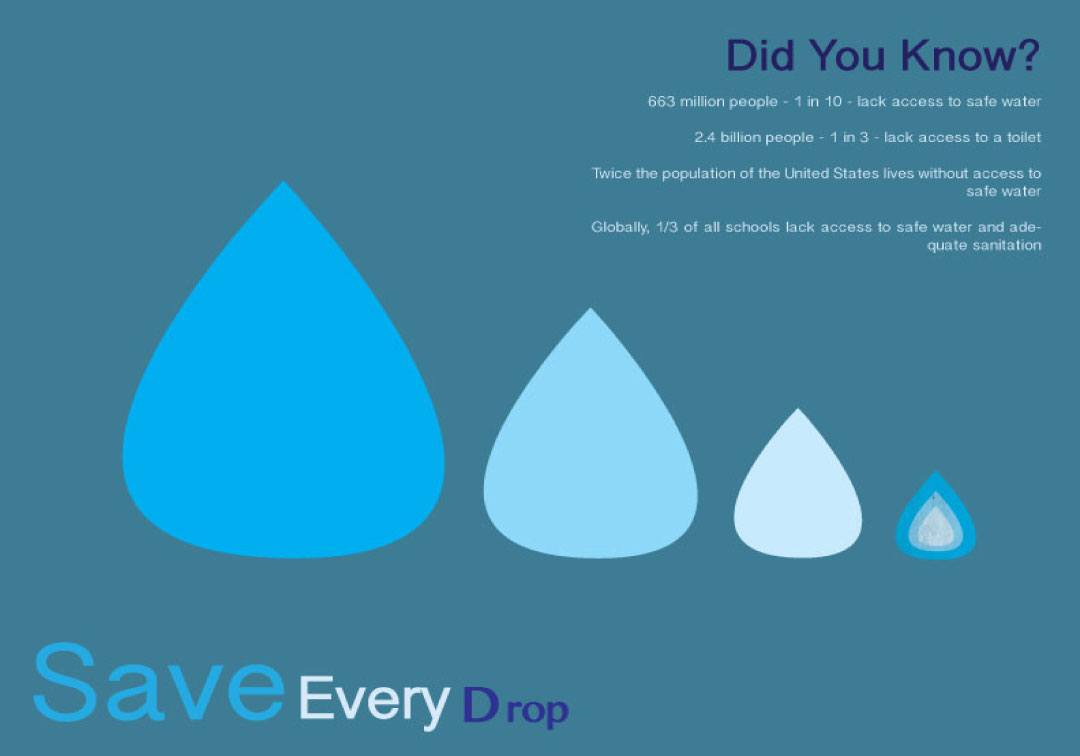 Did You Know?
663 million people - 1 in 10 - lack access to safe water
2.4 billion people - 1 in 3 - lack access to a toilet
Twice the population of the United States lives without access to
safe water
Globally, 1/3 of all schools lack access to safe water and ade-
quate sanitation
Save Every Drop